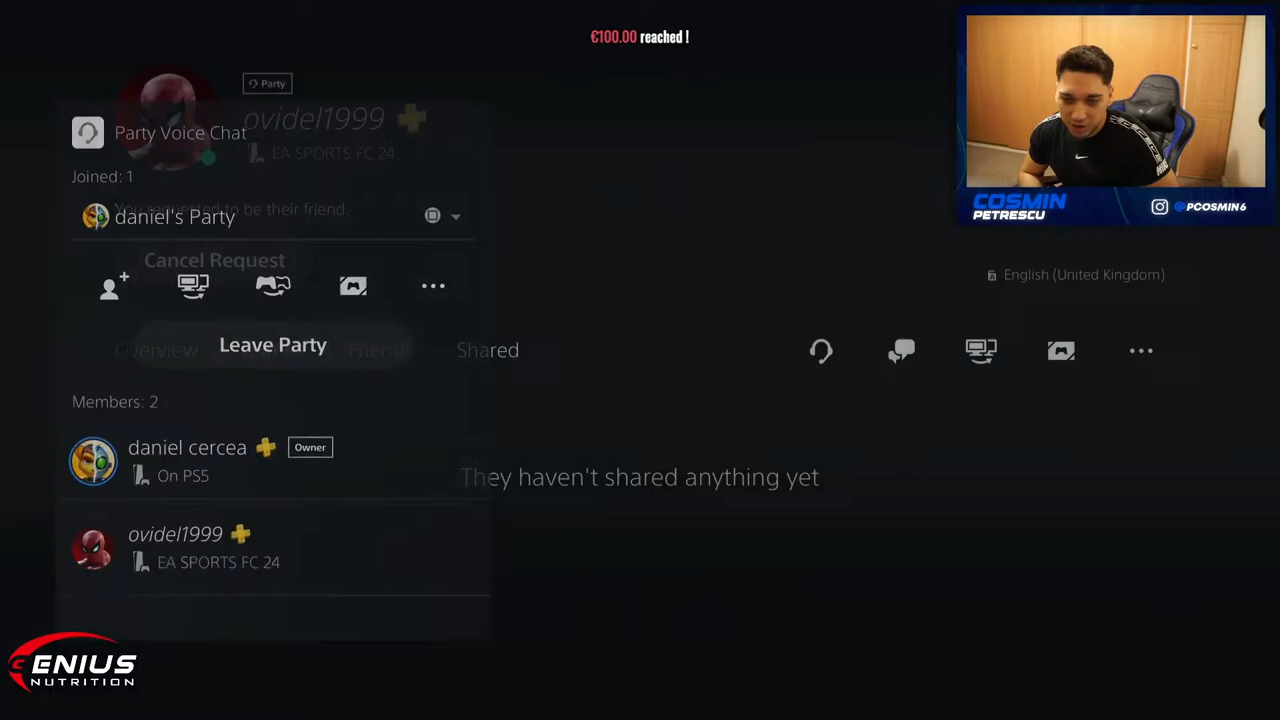 €100.00 reached !
Party
ovidel1999
EA SPORTS FC 24
Party Voice Chat
Joined: 1
You requested to be their friend.
daniel's Party
Cancel Request
Leave Party
Overview
Friends
Shared
Members: 2
daniel cercea
Owner
On PS5
ovidel1999
EA SPORTS FC 24
They haven't shared anything yet
English (United Kingdom)
COSMIN
PETRESCU
@PCOSMIN6
GENIUS
NUTRITION